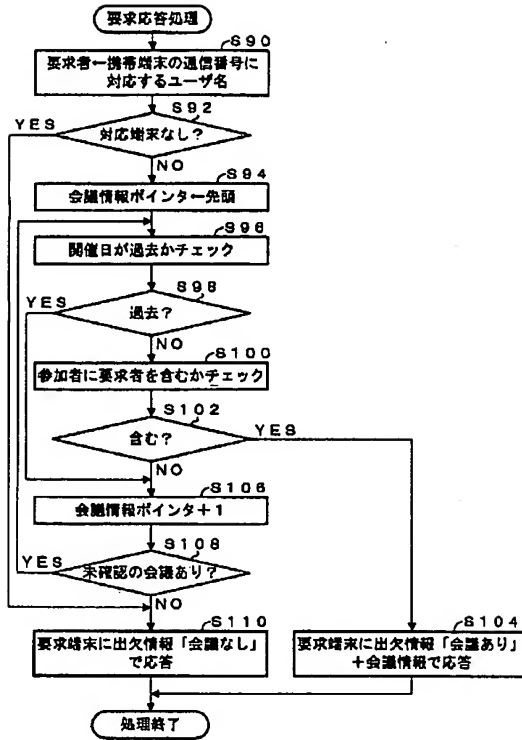 要求応答処理
S90
要求者←携帯端末の通信番号に
対応するユーザ名
S92
YES
対応端末なし?
NO
S94
会議情報ポインタ←先頭
S96
開催日が過去かチェック
S98
YES
過去?
NO
S100
参加者に要求者を含むかチェック
S102
含む?
YES
NO
S106
会議情報ポインタ+1
S108
YES
未確認の会議あり?
NO
S110
要求端末に出欠情報「会議なし」
で応答
S104
要求端末に出欠情報「会議あり」
+会議情報で応答
処理終了